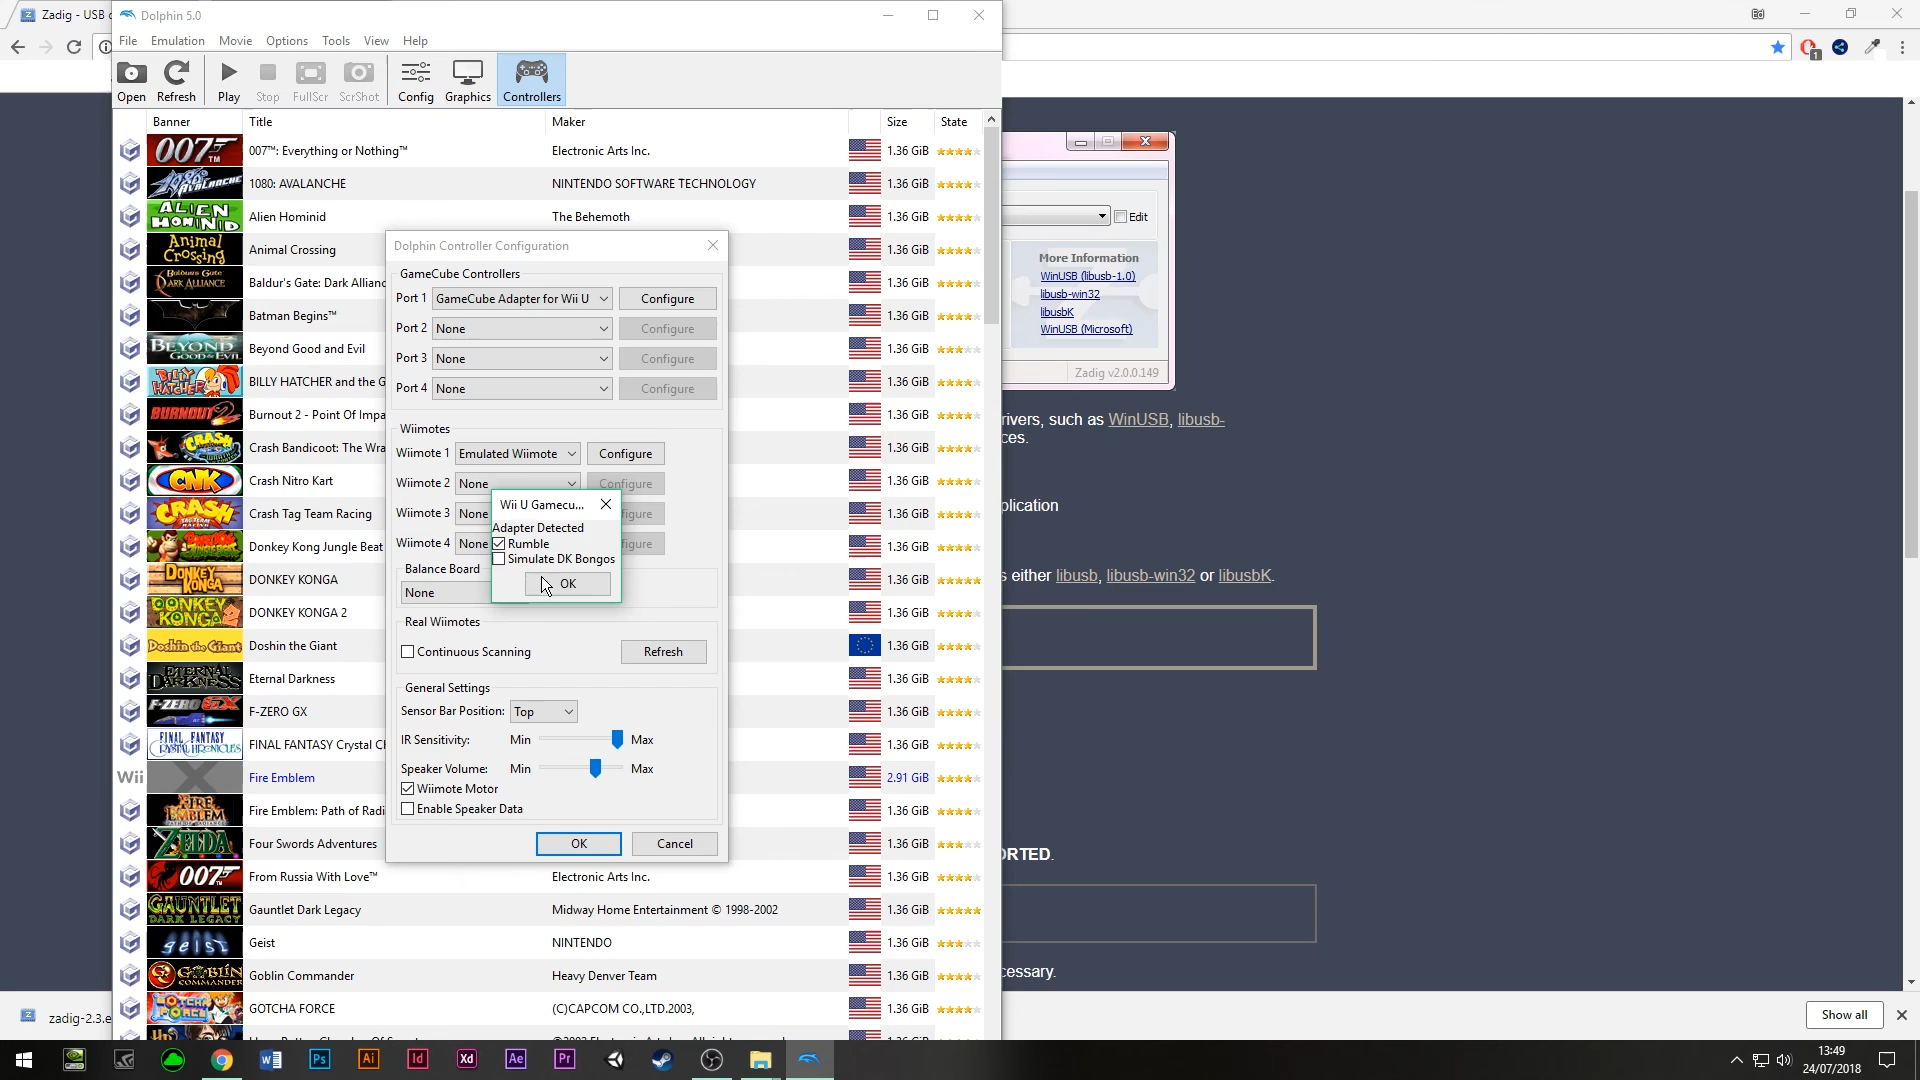 Zadig - USB
Dolphin 5.0
File Emulation Movie Options Tools View Help
Open Refresh Play Stop FullScr ScrShot Config Graphics Controllers
Banner Title Maker Size State
007™: Everything or Nothing™ Electronic Arts Inc. 1.36 GiB
1080: AVALANCHE NINTENDO SOFTWARE TECHNOLOGY 1.36 GiB
Alien Hominid The Behemoth 1.36 GiB
Animal Crossing 1.36 GiB
Baldur's Gate: Dark Allianc 1.36 GiB
Batman Begins™ 1.36 GiB
Beyond Good and Evil 1.36 GiB
BILLY HATCHER and the G 1.36 GiB
Burnout 2 - Point Of Impa 1.36 GiB
Crash Bandicoot: The Wra 1.36 GiB
Crash Nitro Kart 1.36 GiB
Crash Tag Team Racing 1.36 GiB
Donkey Kong Jungle Beat 1.36 GiB
DONKEY KONGA 1.36 GiB
DONKEY KONGA 2 1.36 GiB
Doshin the Giant 1.36 GiB
Eternal Darkness 1.36 GiB
F-ZERO GX 1.36 GiB
FINAL FANTASY Crystal Cl 1.36 GiB
Wii Fire Emblem 2.91 GiB
Fire Emblem: Path of Radi 1.36 GiB
Four Swords Adventures 1.36 GiB
From Russia With Love™ Electronic Arts Inc. 1.36 GiB
Gauntlet Dark Legacy Midway Home Entertainment © 1998-2002 1.36 GiB
Geist NINTENDO 1.36 GiB
Goblin Commander Heavy Denver Team 1.36 GiB
GOTCHA FORCE (C)CAPCOM CO.,LTD.2003, 1.36 GiB
Dolphin Controller Configuration
GameCube Controllers
Port 1 GameCube Adapter for Wii U Configure
Port 2 None Configure
Port 3 None Configure
Port 4 None Configure
Wiimotes
Wiimote 1 Emulated Wiimote Configure
Wiimote 2 None Configure
Wiimote 3 None figure
Wiimote 4 None figure
Wii U Gamecu...
Adapter Detected
Rumble
Simulate DK Bongos
OK
Balance Board
None
Real Wiimotes
Continuous Scanning Refresh
General Settings
Sensor Bar Position: Top
IR Sensitivity: Min Max
Speaker Volume: Min Max
Wiimote Motor
Enable Speaker Data
OK Cancel
Edit
More Information
WinUSB (libusb-1.0)
libusb-win32
libusbK
WinUSB (Microsoft)
Zadig v2.0.0.149
rivers, such as WinUSB, libusb-
ces.
plication
s either libusb, libusb-win32 or libusbK.
ORTED.
cessary.
zadig-2.3.e
Show all
13:49
24/07/2018